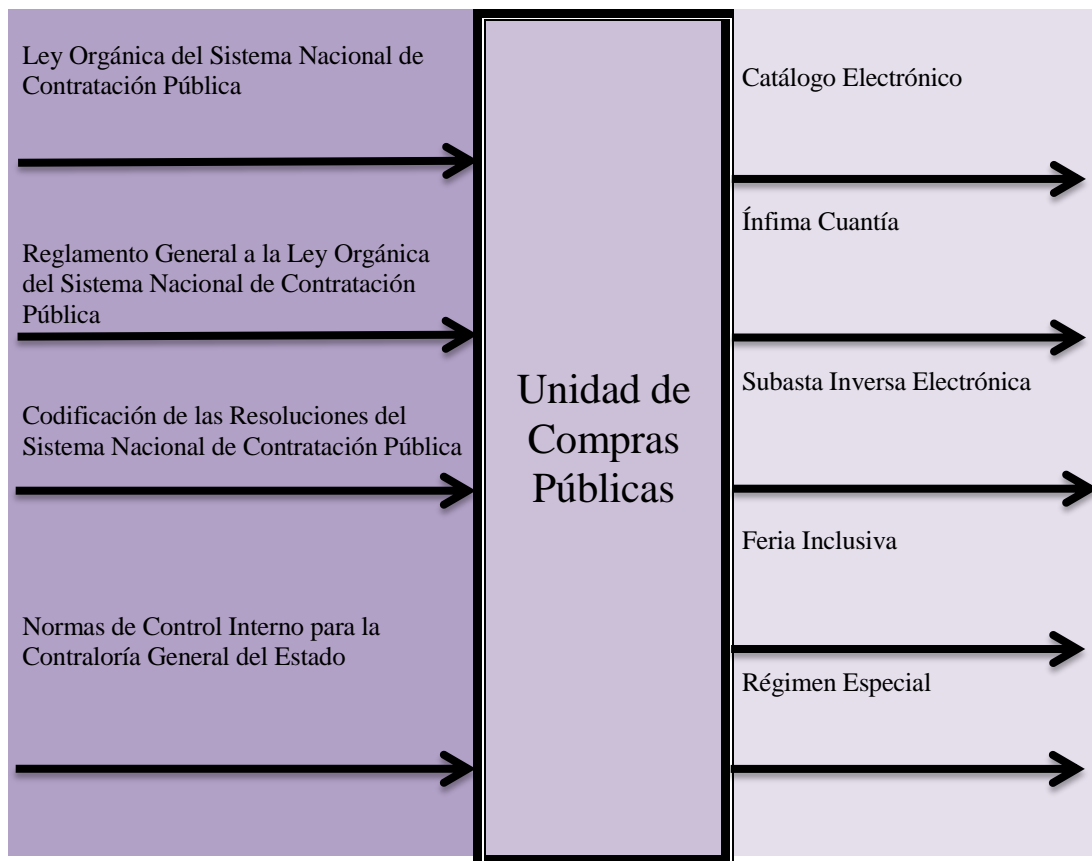 Ley Orgánica del Sistema Nacional de
Contratación Pública
Reglamento General a la Ley Orgánica
del Sistema Nacional de Contratación
Pública
Codificación de las Resoluciones del
Sistema Nacional de Contratación Pública
Normas de Control Interno para la
Contraloría General del Estado
Unidad de
Compras
Públicas
Catálogo Electrónico
Ínfima Cuantía
Subasta Inversa Electrónica
Feria Inclusiva
Régimen Especial